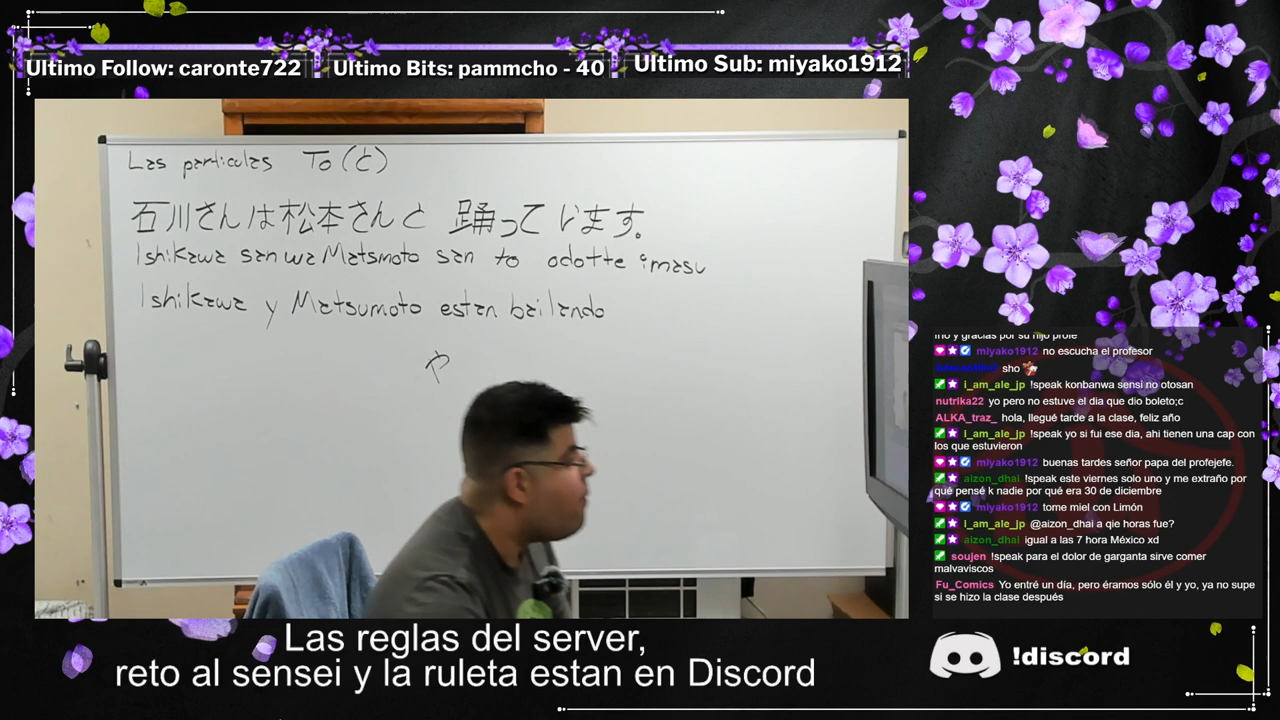 Ultimo Follow: caronte722
Ultimo Bits: pammcho - 40
Ultimo Sub: miyako1912
Las particulas To (と)
石川さんは松本さんと 踊っています。
Ishikawa san wa Matsmoto san to odotte imasu
Ishikawa y Matsumoto estan bailando
や
mo y gracias por su hijo profe
miyako1912 no escucha el profesor
sho
i_am_ale_jp !speak konbanwa sensi no otosan
nutrika22 yo pero no estuve el dia que dio boleto;c
ALKA_traz_ hola, llegué tarde a la clase, feliz año
i_am_ale_jp !speak yo si fui ese dia, ahi tienen una cap con
los que estuvieron
miyako1912 buenas tardes señor papa del profejefe.
aizon_dhai !speak este viernes solo uno y me extraño por
qué pensé k nadie por qué era 30 de diciembre
miyako1912 tome miel con Limón
i_am_ale_jp @aizon_dhai a qie horas fue?
aizon_dhai igual a las 7 hora México xd
soujen !speak para el dolor de garganta sirve comer
malvaviscos
Fu_Comics Yo entré un día, pero éramos sólo él y yo, ya no supe
si se hizo la clase después
Las reglas del server,
reto al sensei y la ruleta estan en Discord
!discord